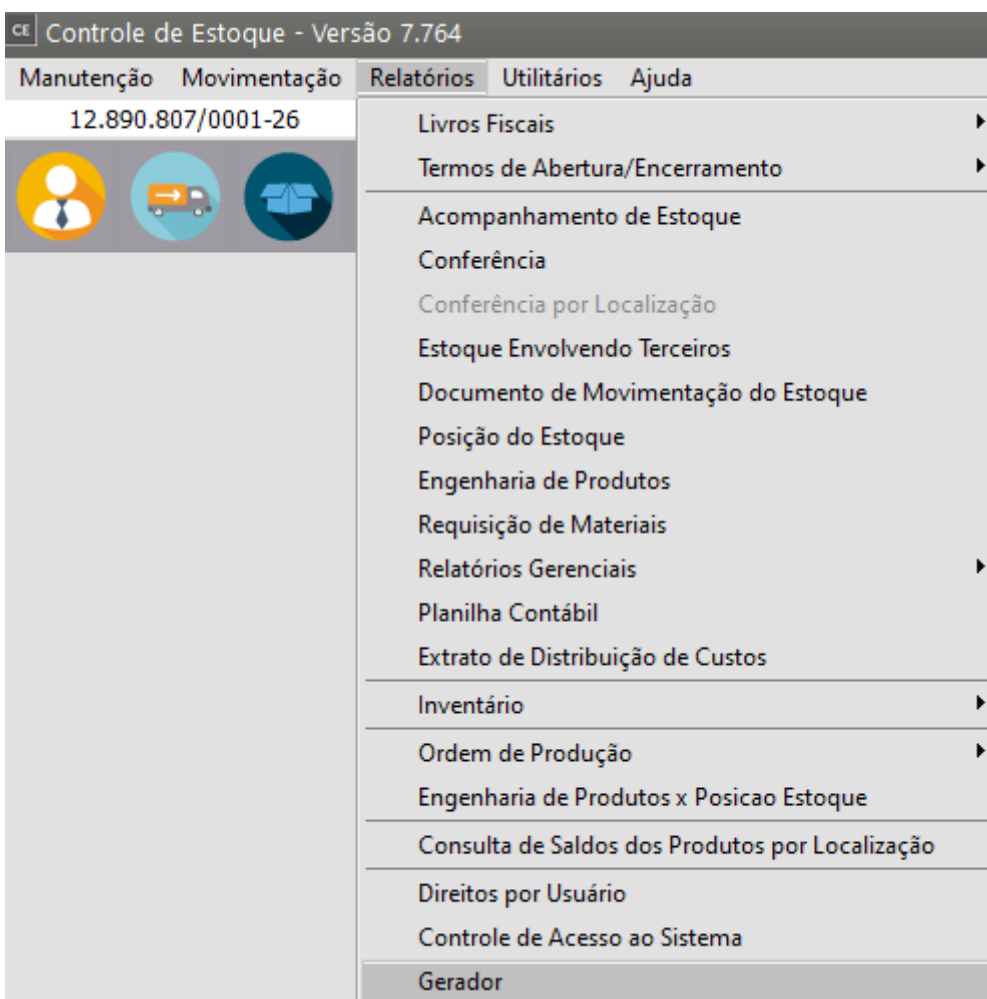 CE Controle de Estoque - Versão 7.764
Manutenção Movimentação Relatórios Utilitários Ajuda
12.890.807/0001-26
Livros Fiscais
Termos de Abertura/Encerramento
Acompanhamento de Estoque
Conferência
Conferência por Localização
Estoque Envolvendo Terceiros
Documento de Movimentação do Estoque
Posição do Estoque
Engenharia de Produtos
Requisição de Materiais
Relatórios Gerenciais
Planilha Contábil
Extrato de Distribuição de Custos
Inventário
Ordem de Produção
Engenharia de Produtos x Posicao Estoque
Consulta de Saldos dos Produtos por Localização
Direitos por Usuário
Controle de Acesso ao Sistema
Gerador